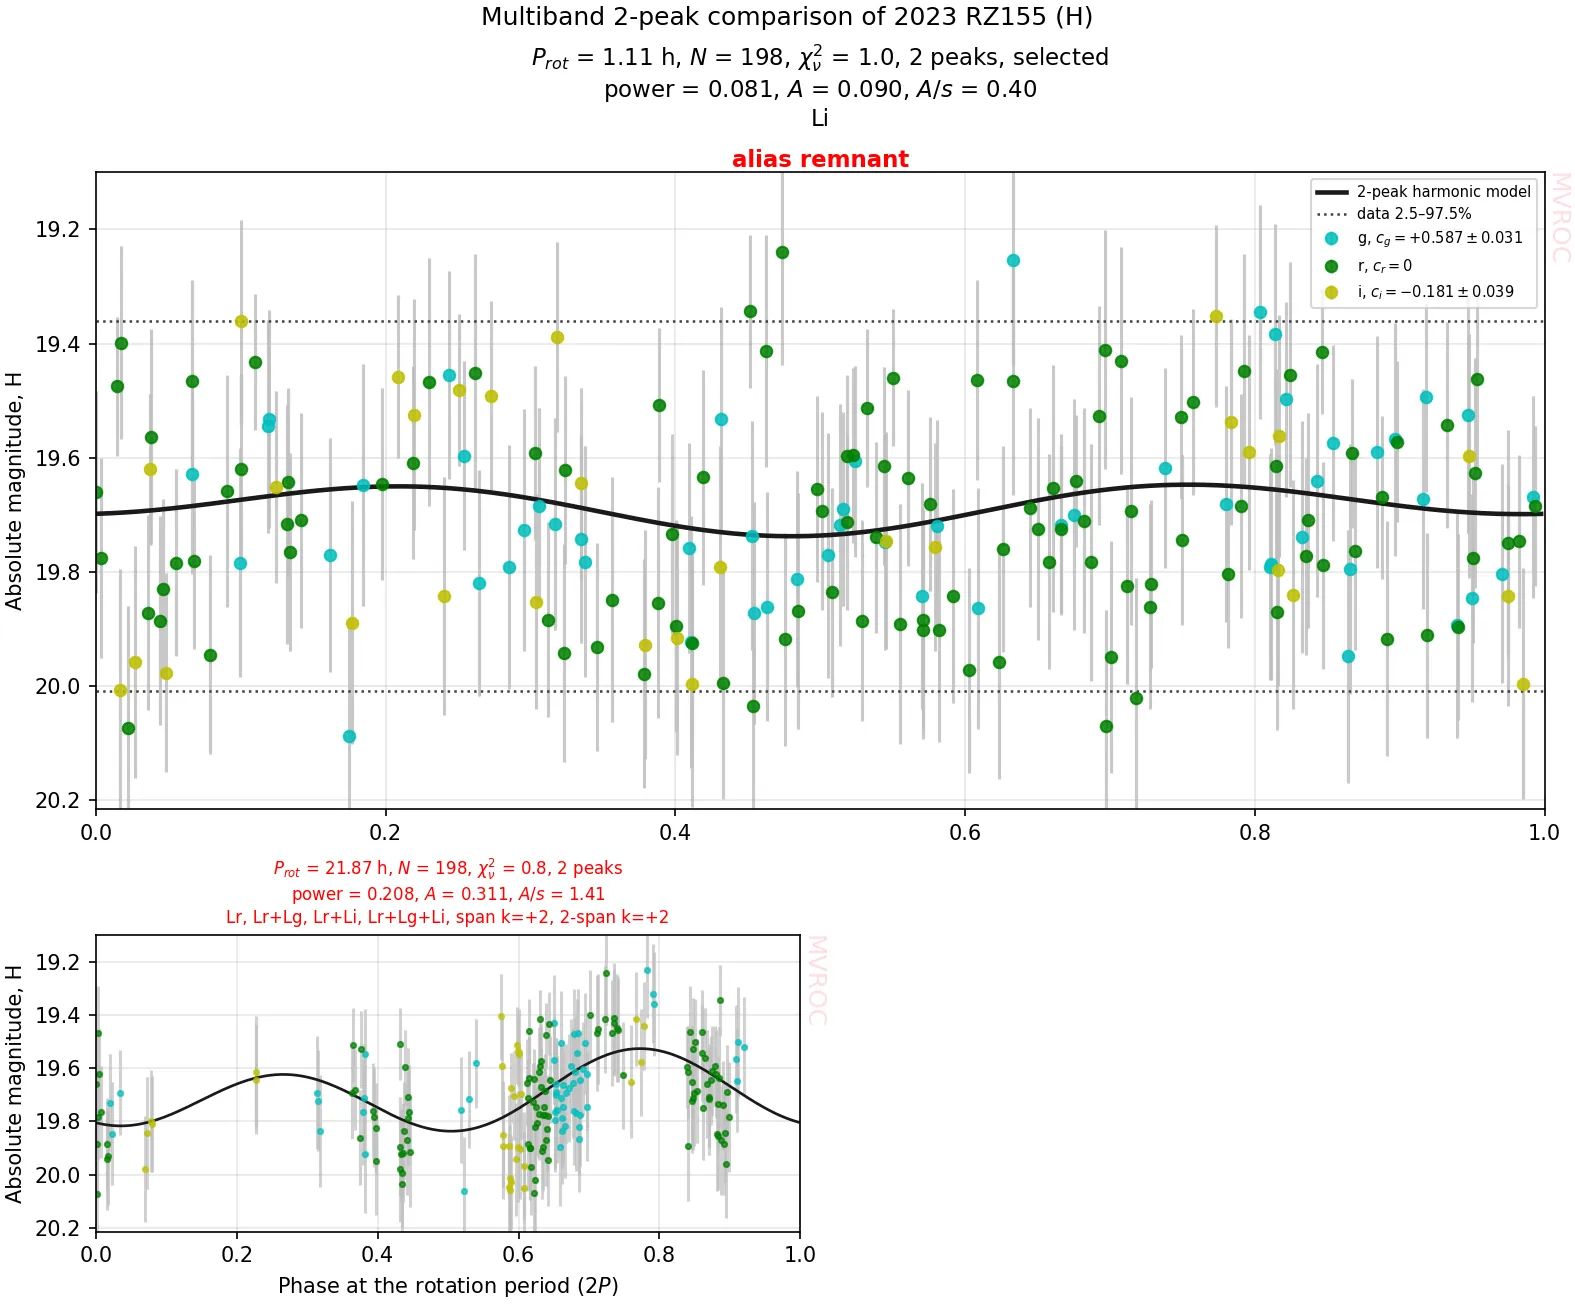 Multiband 2-peak comparison of 2023 RZ155 (H)
P_rot = 1.11 h, N = 198, χ²_ν = 1.0, 2 peaks, selected
power = 0.081, A = 0.090, A/s = 0.40
Li
alias remnant
2-peak harmonic model
data 2.5–97.5%
g, c_g = +0.587 ± 0.031
r, c_r = 0
i, c_i = −0.181 ± 0.039
MVROC
Absolute magnitude, H
19.2
19.4
19.6
19.8
20.0
20.2
0.0 0.2 0.4 0.6 0.8 1.0
P_rot = 21.87 h, N = 198, χ²_ν = 0.8, 2 peaks
power = 0.208, A = 0.311, A/s = 1.41
Lr, Lr+Lg, Lr+Li, Lr+Lg+Li, span k=+2, 2-span k=+2
MVROC
Absolute magnitude, H
19.2
19.4
19.6
19.8
20.0
20.2
0.0 0.2 0.4 0.6 0.8 1.0
Phase at the rotation period (2P)